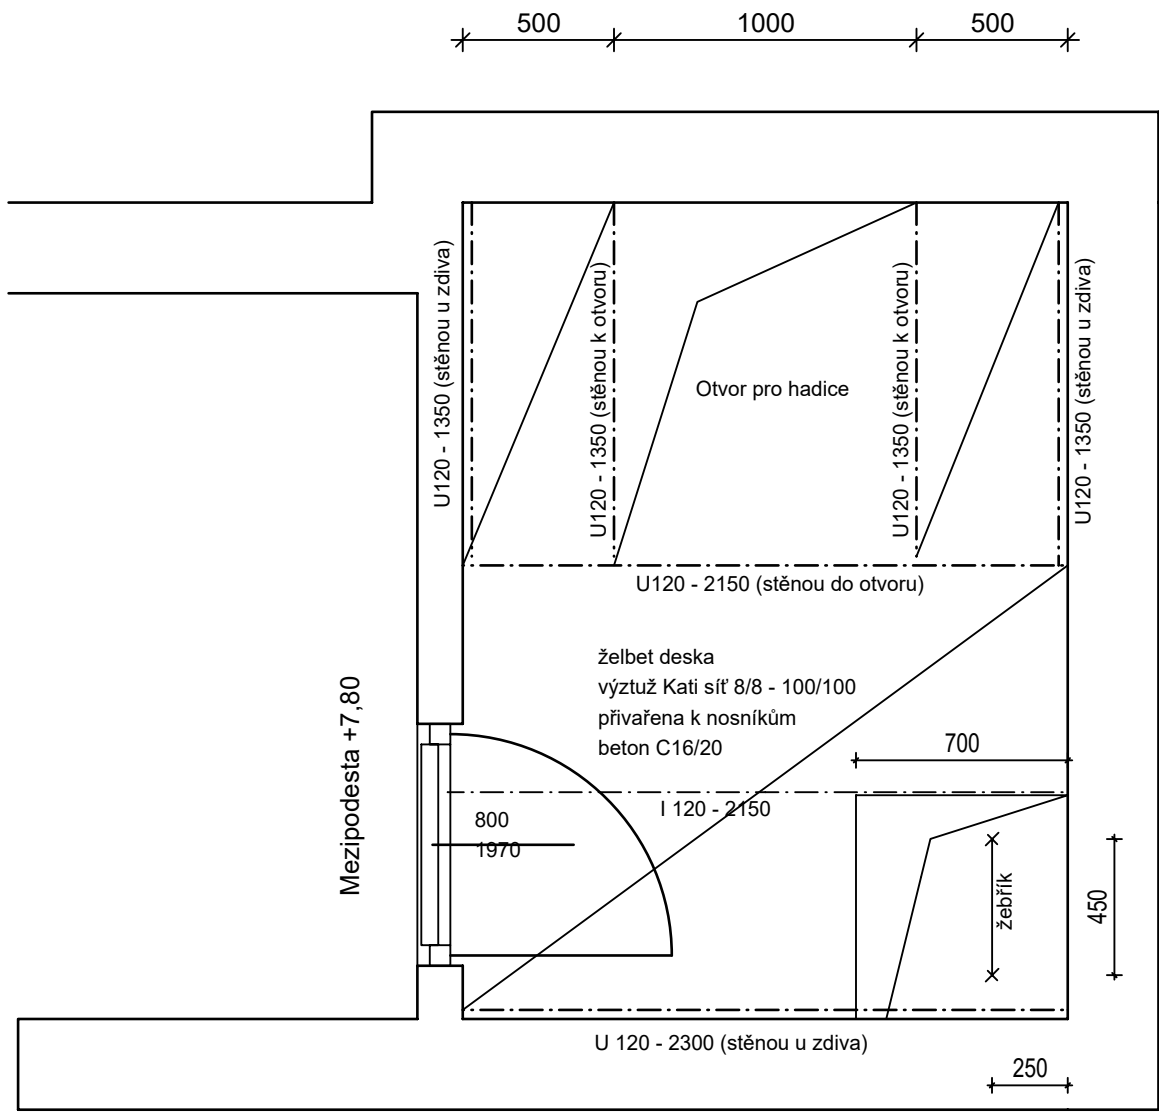 500
1000
500
U120 - 1350 (stěnou u zdiva)
U120 - 1350 (stěnou k otvoru)
Otvor pro hadice
U120 - 1350 (stěnou k otvoru)
U120 - 1350 (stěnou u zdiva)
U120 - 2150 (stěnou do otvoru)
želbet deska
výztuž Kati síť 8/8 - 100/100
přivařena k nosníkům
beton C16/20
Mezipodesta +7,80
700
I 120 - 2150
800
1970
žebřík
450
U 120 - 2300 (stěnou u zdiva)
250